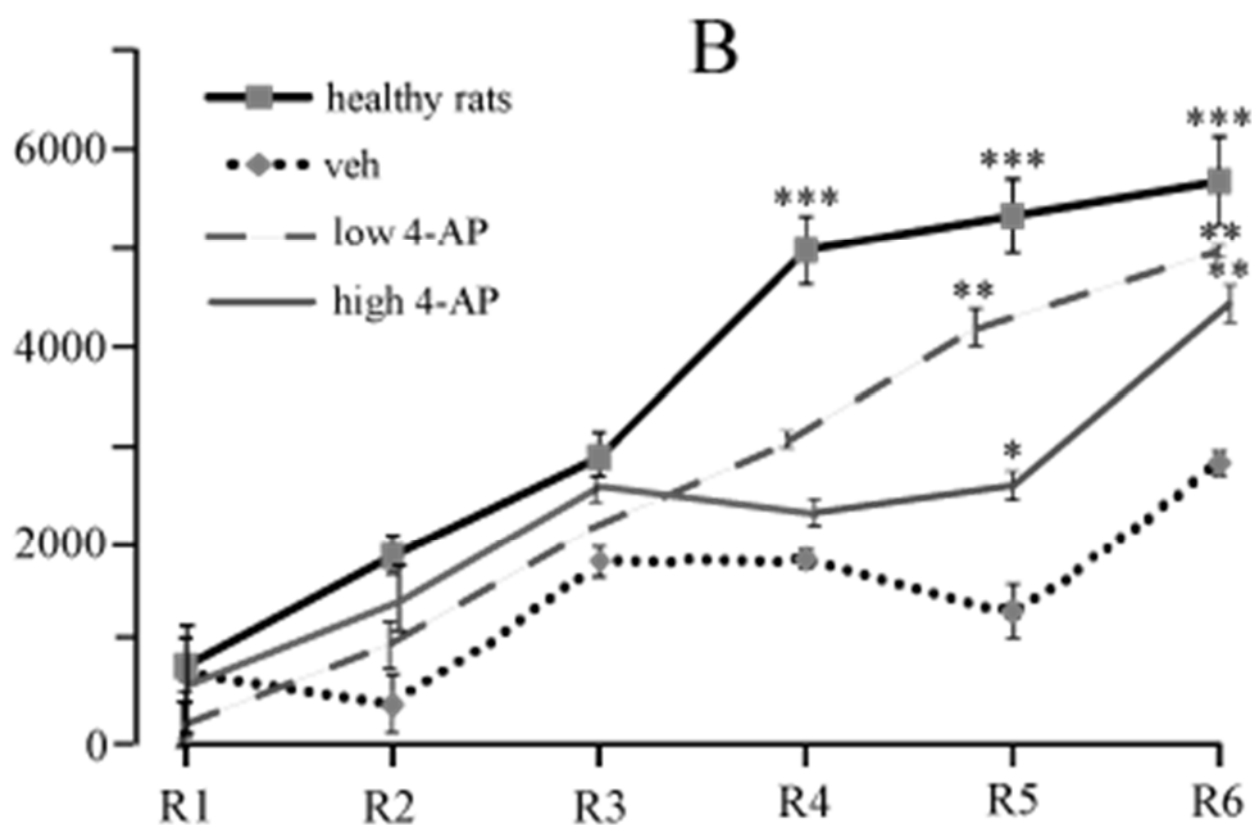 B
healthy rats
veh
low 4-AP
high 4-AP
6000
4000
2000
0
***
***
***
**
**
**
*
R1 R2 R3 R4 R5 R6